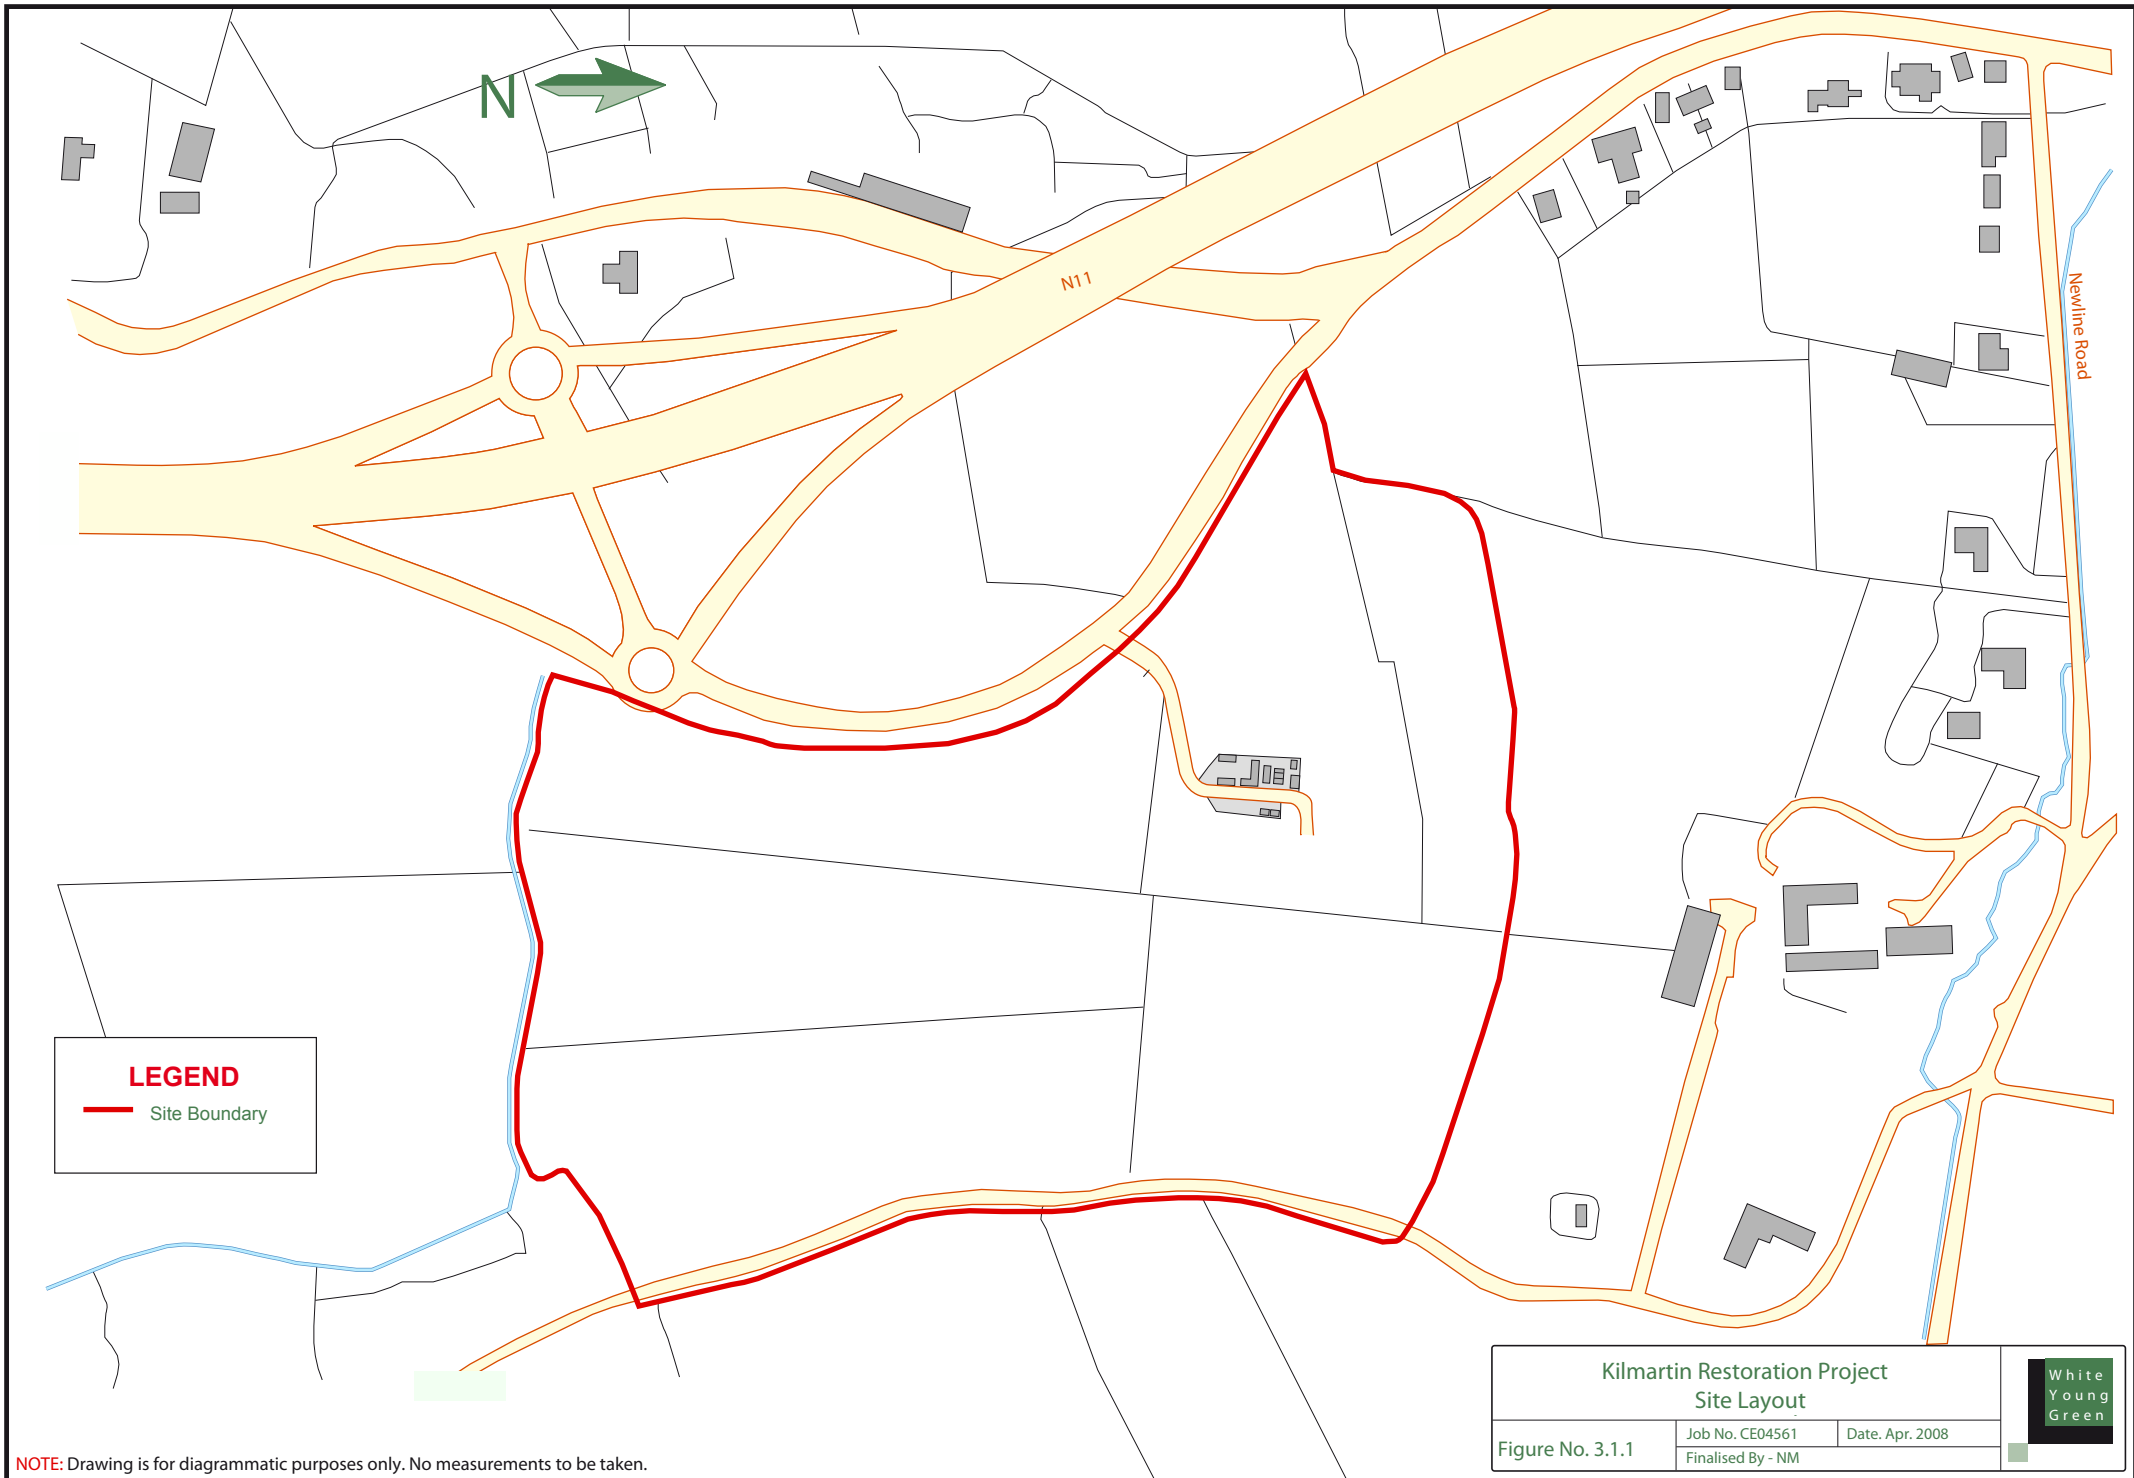 N
N11
Newline Road
LEGEND
Site Boundary
Kilmartin Restoration Project
Site Layout
Figure No. 3.1.1
Job No. CE04561
Date. Apr. 2008
Finalised By - NM
White
Young
Green
NOTE: Drawing is for diagrammatic purposes only. No measurements to be taken.